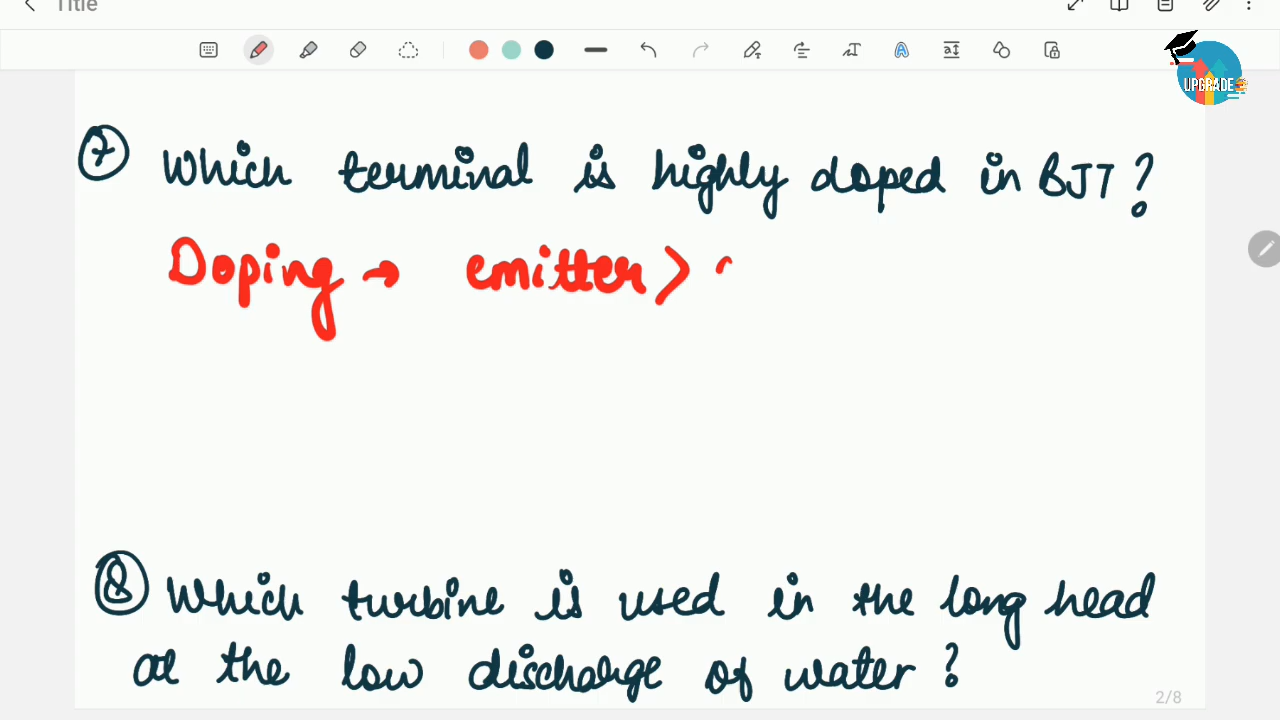 Title
UPGRADE
7 Which terminal is highly doped in BJT?
Doping → emitter >
8 Which turbine is used in the long head
at the low discharge of water?
2/8